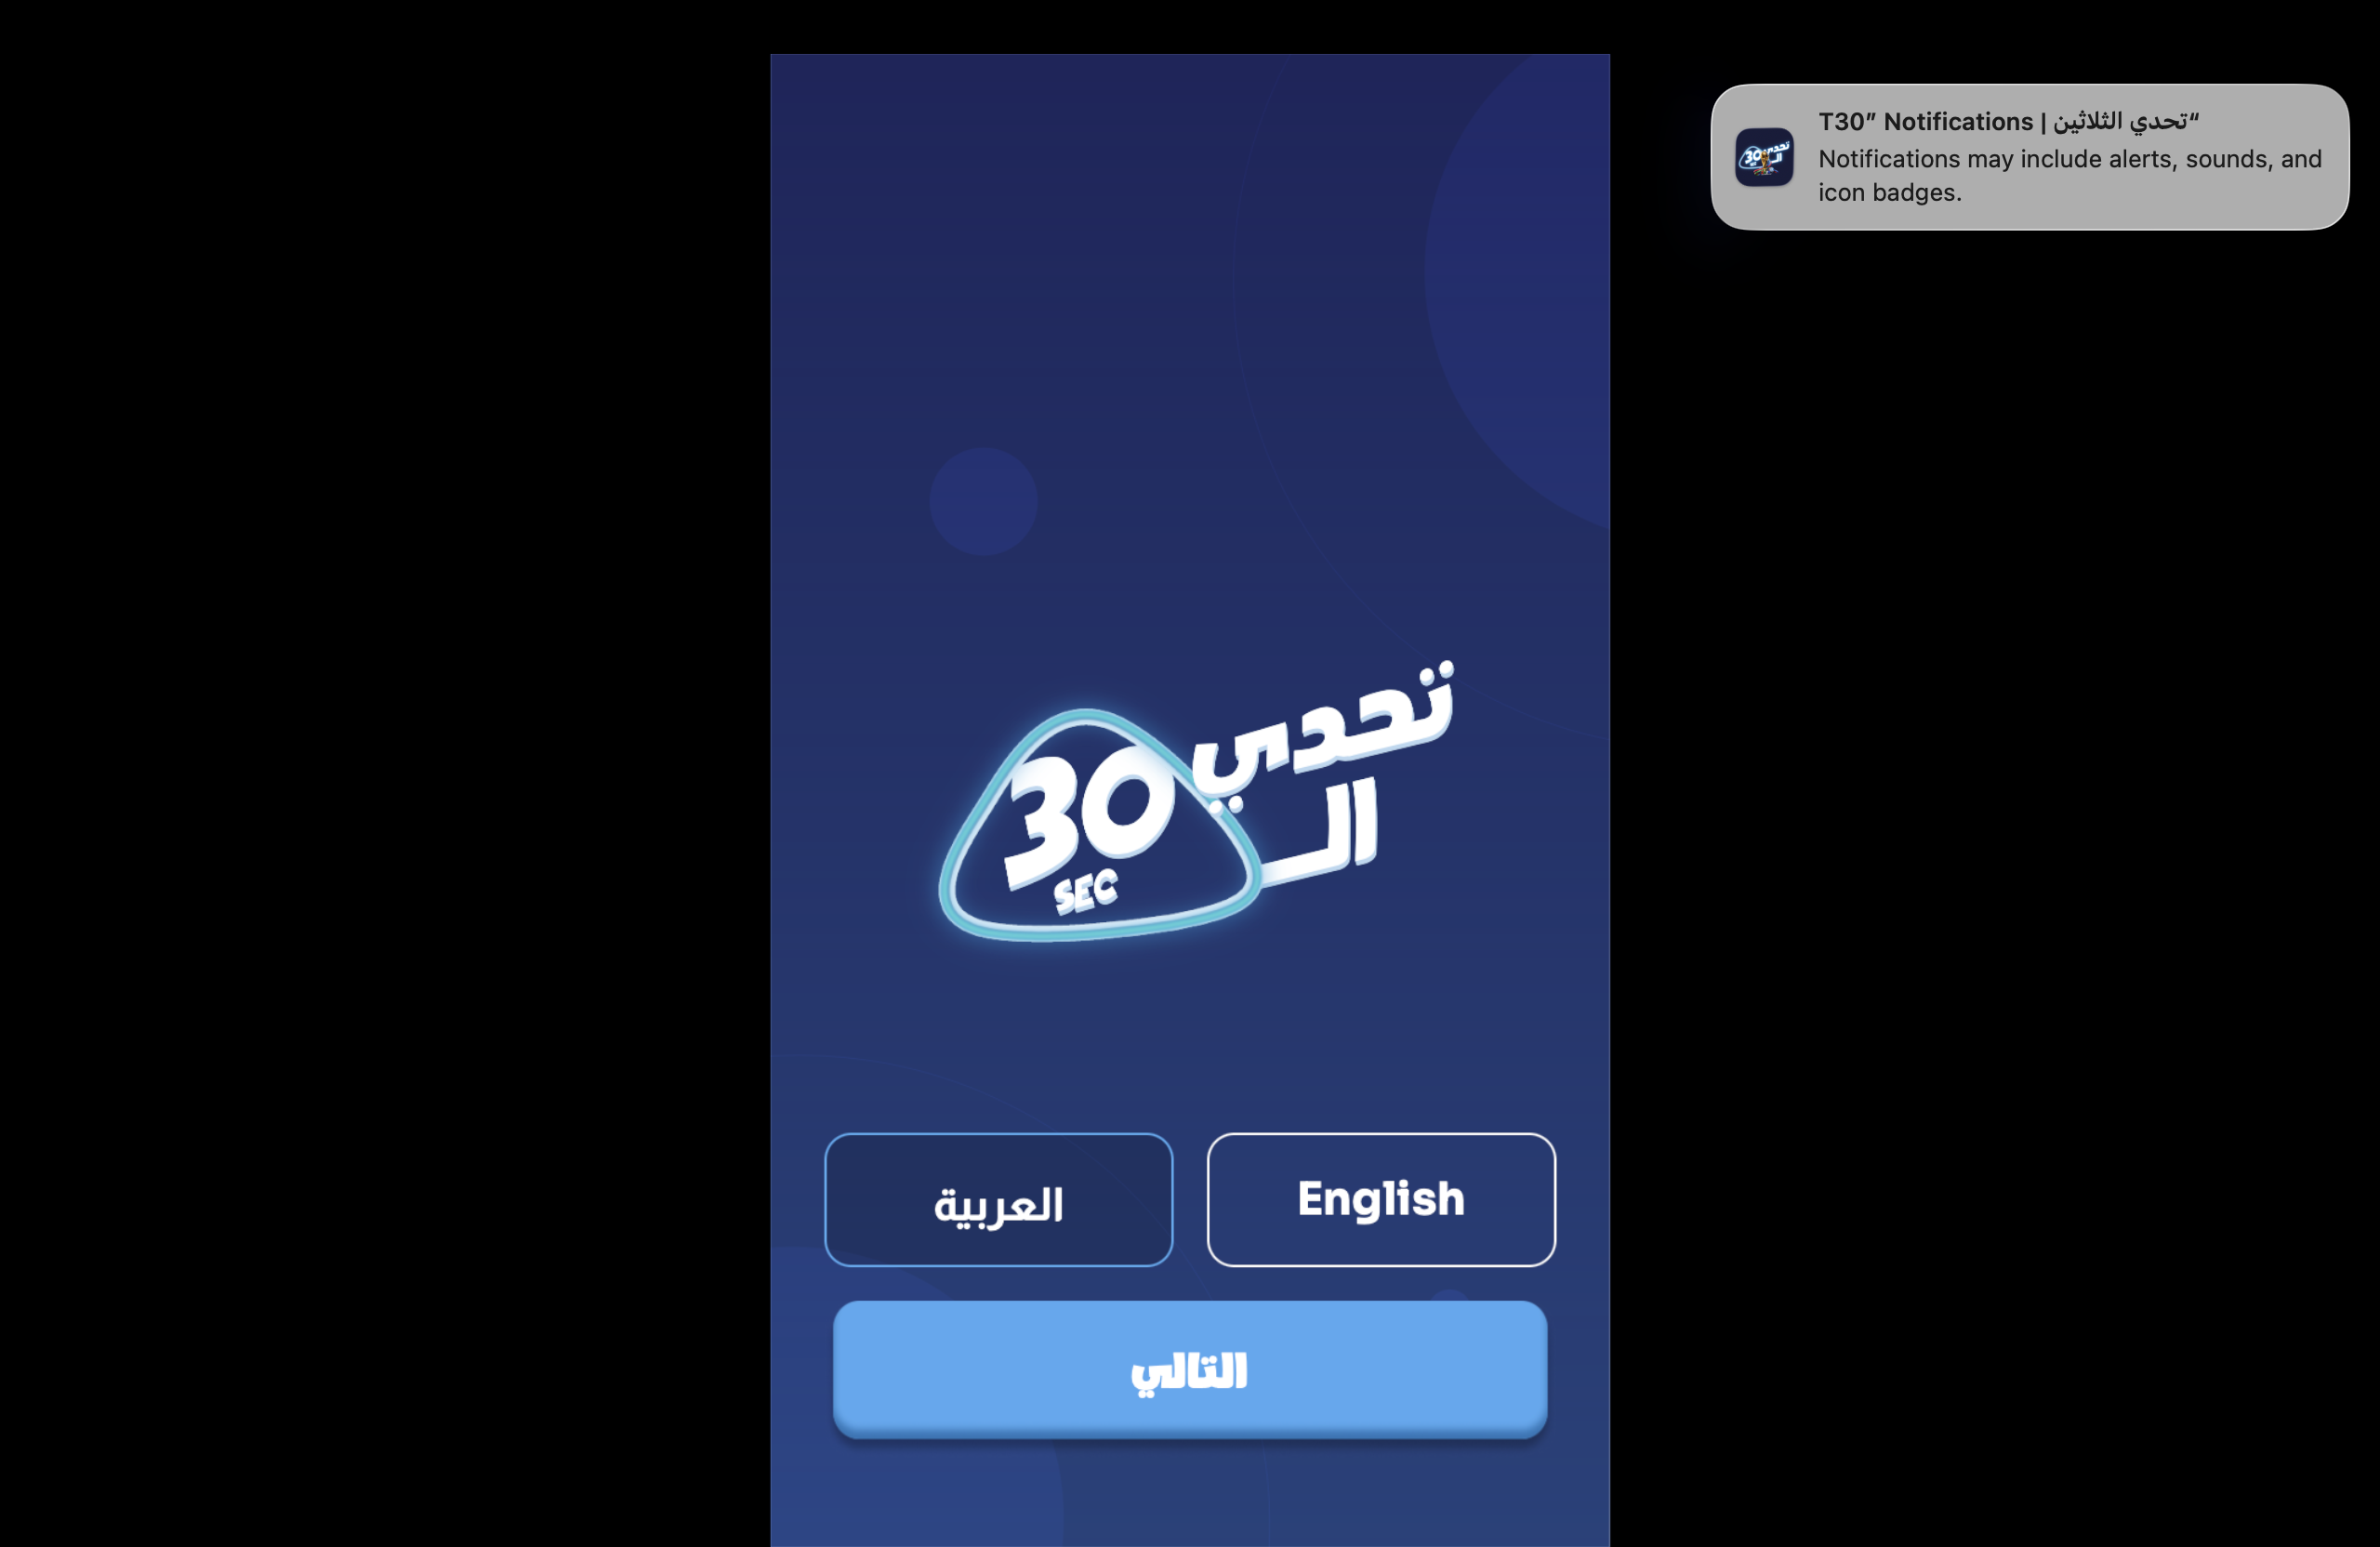 T30” Notifications | تحدي الثلاثين“
Notifications may include alerts, sounds, and
icon badges.
تحدي
الـ
30
SEC
العربية
English
التالي